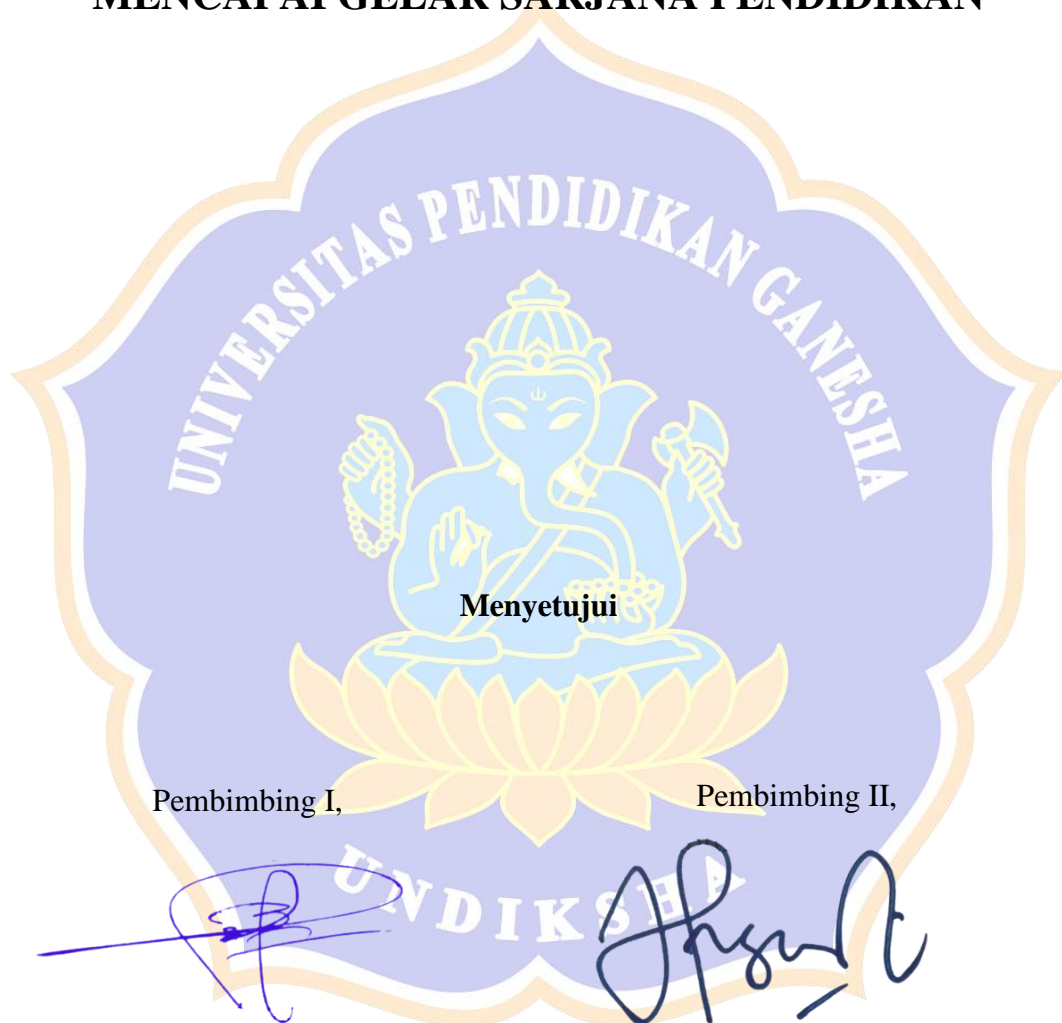 MENCAPAI GELAR SARJANA PENDIDIKAN
UNIVERSITAS PENDIDIKAN GANESHA
Menyetujui
Pembimbing I,
Pembimbing II,
UNDIKSHA